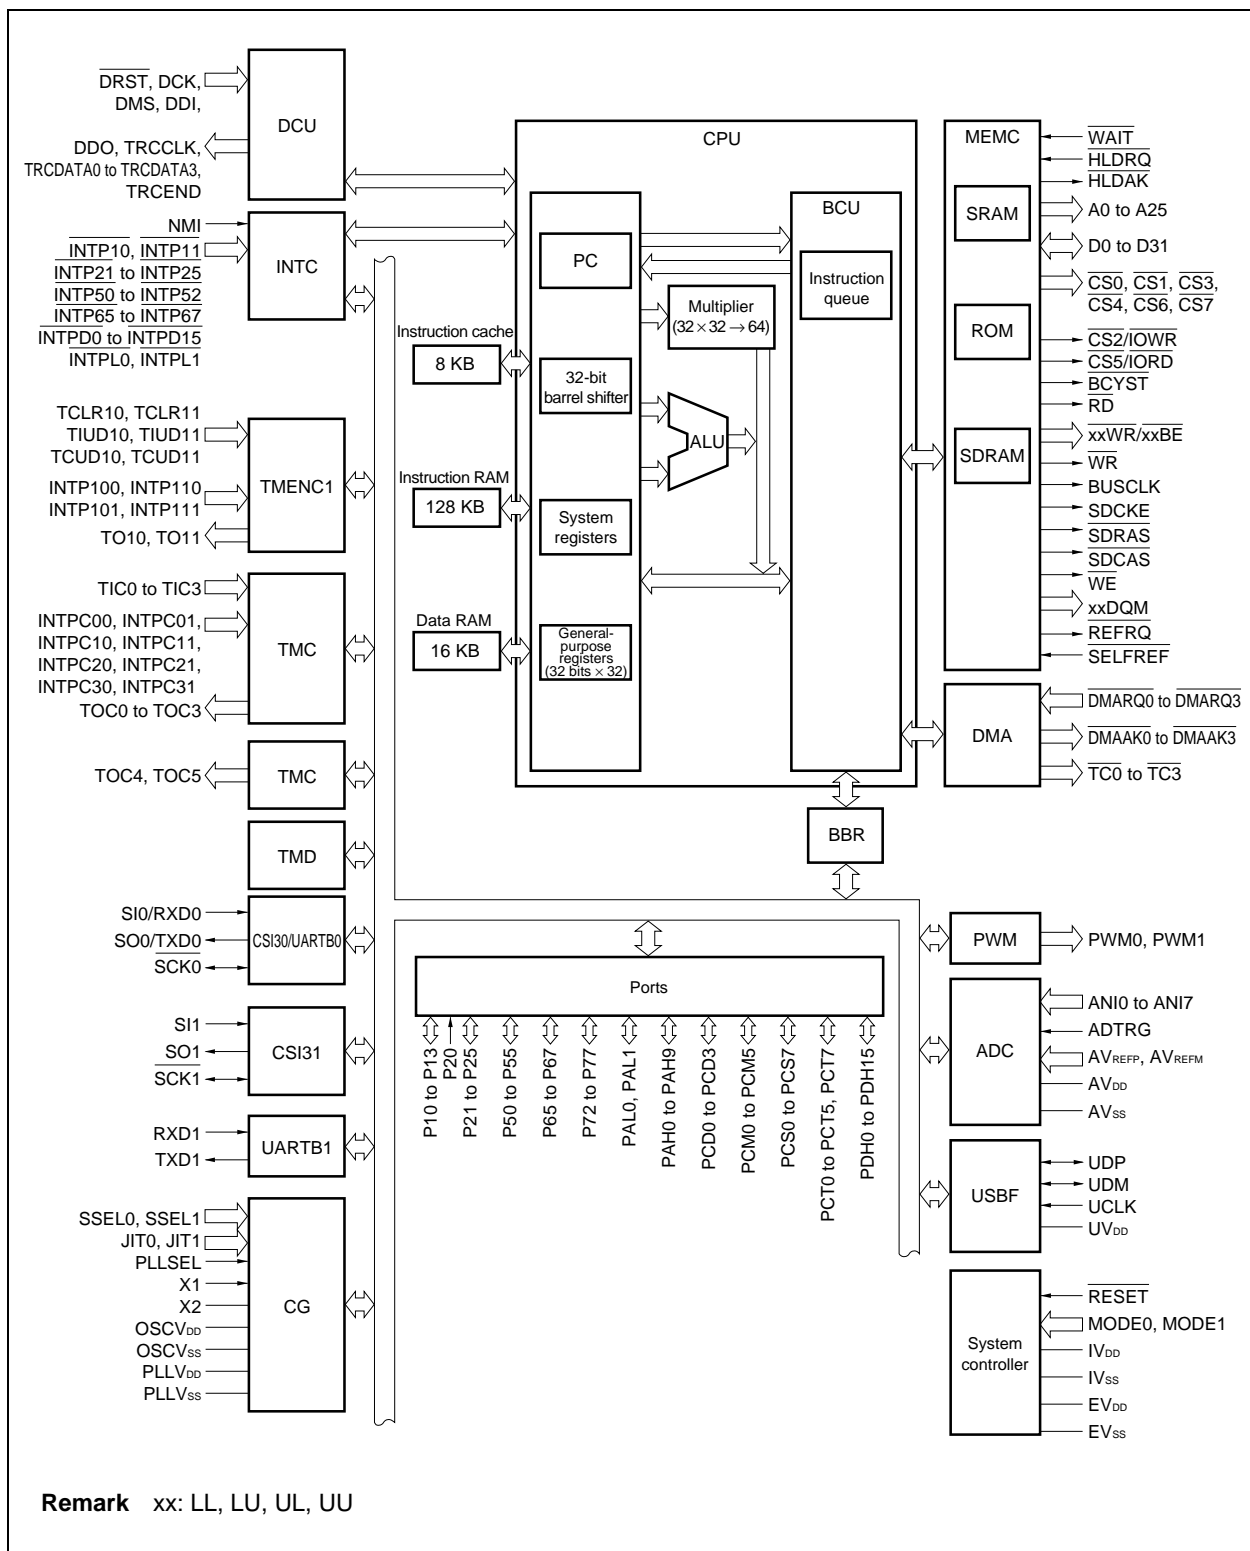 DRST, DCK,
DMS, DDI,
DCU
DDO, TRCCLK,
TRCDATA0 to TRCDATA3,
TRCEND
NMI
INTP10, INTP11
INTP21 to INTP25
INTP50 to INTP52
INTP65 to INTP67
INTPD0 to INTPD15
INTPL0, INTPL1
INTC
TCLR10, TCLR11
TIUD10, TIUD11
TCUD10, TCUD11
INTP100, INTP110
INTP101, INTP111
TO10, TO11
TMENC1
TIC0 to TIC3
INTPC00, INTPC01,
INTPC10, INTPC11,
INTPC20, INTPC21,
INTPC30, INTPC31
TOC0 to TOC3
TMC
TOC4, TOC5
TMC
TMD
SI0/RXD0
SO0/TXD0
SCK0
CSI30/UARTB0
SI1
SO1
SCK1
CSI31
RXD1
TXD1
UARTB1
SSEL0, SSEL1
JIT0, JIT1
PLLSEL
X1
X2
OSCVDD
OSCVSS
PLLVDD
PLLVSS
CG
CPU
Instruction cache
8 KB
Instruction RAM
128 KB
Data RAM
16 KB
PC
32-bit
barrel shifter
System
registers
General-
purpose
registers
(32 bits × 32)
Multiplier
(32 × 32 → 64)
ALU
BCU
Instruction
queue
BBR
Ports
P10 to P13
P20
P21 to P25
P50 to P55
P65 to P67
P72 to P77
PAL0, PAL1
PAH0 to PAH9
PCD0 to PCD3
PCM0 to PCM5
PCS0 to PCS7
PCT0 to PCT5, PCT7
PDH0 to PDH15
MEMC
SRAM
ROM
SDRAM
WAIT
HLDRQ
HLDAK
A0 to A25
D0 to D31
CS0, CS1, CS3,
CS4, CS6, CS7
CS2/IOWR
CS5/IORD
BCYST
RD
xxWR/xxBE
WR
BUSCLK
SDCKE
SDRAS
SDCAS
WE
xxDQM
REFRQ
SELFREF
DMA
DMARQ0 to DMARQ3
DMAAK0 to DMAAK3
TC0 to TC3
PWM
PWM0, PWM1
ADC
ANI0 to ANI7
ADTRG
AVREFP, AVREFM
AVDD
AVSS
USBF
UDP
UDM
UCLK
UVDD
System
controller
RESET
MODE0, MODE1
IVDD
IVSS
EVDD
EVSS
Remark xx: LL, LU, UL, UU